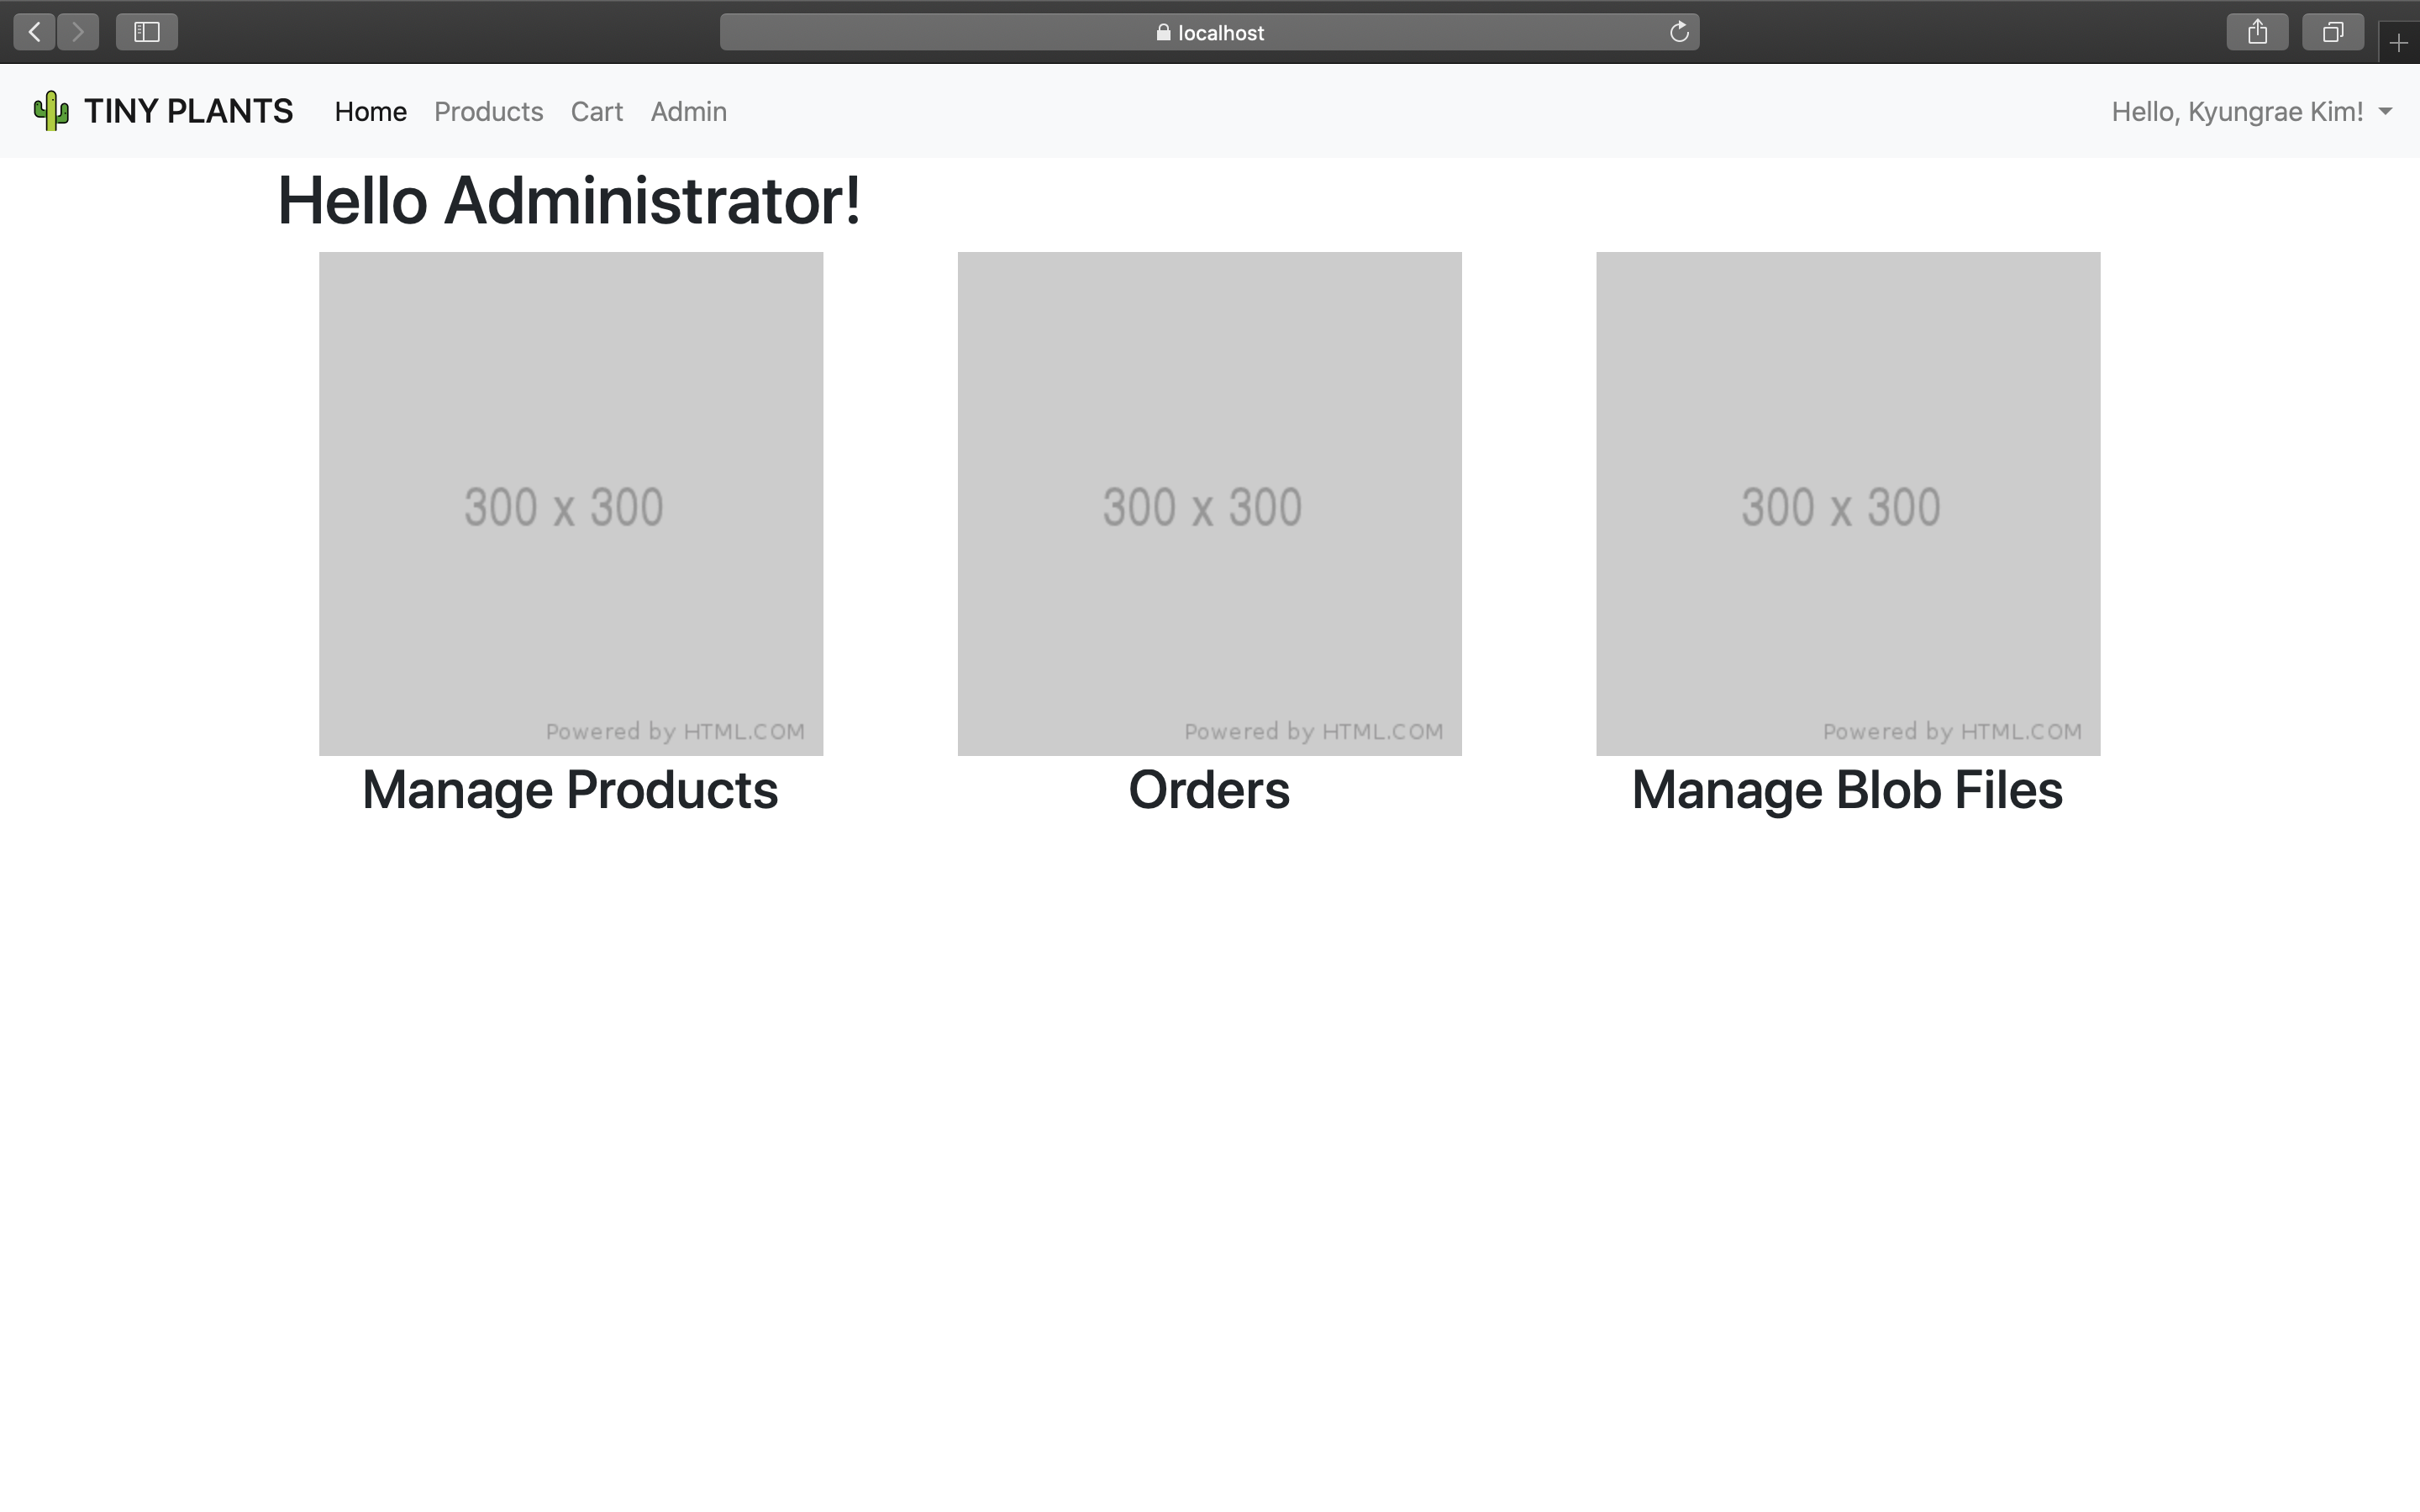 localhost
TINY PLANTS Home Products Cart Admin Hello, Kyungrae Kim!
Hello Administrator!
300 x 300 300 x 300 300 x 300
Powered by HTML.COM Powered by HTML.COM Powered by HTML.COM
Manage Products Orders Manage Blob Files